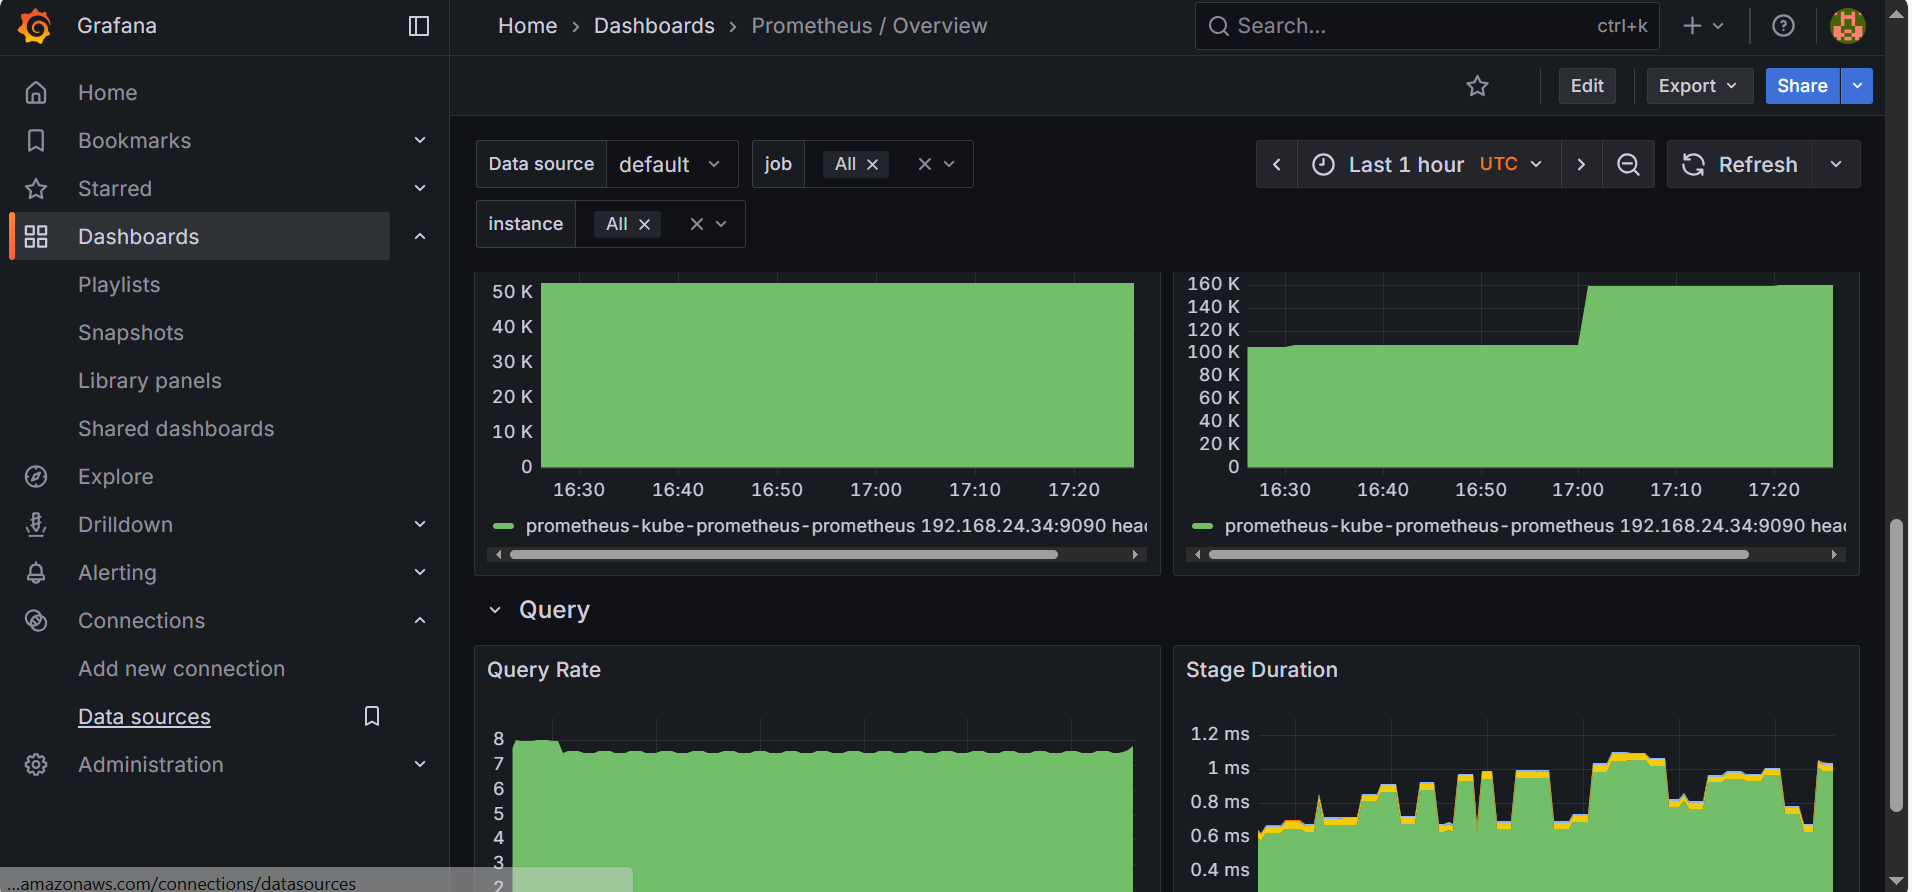 Grafana
Home
Bookmarks
Starred
Dashboards
Playlists
Snapshots
Library panels
Shared dashboards
Explore
Drilldown
Alerting
Connections
Add new connection
Data sources
Administration
...amazonaws.com/connections/datasources
Home > Dashboards > Prometheus / Overview
Search... ctrl+k
Edit Export Share
Data source default job All
Last 1 hour UTC Refresh
instance All
50 K
40 K
30 K
20 K
10 K
0
16:30 16:40 16:50 17:00 17:10 17:20
prometheus-kube-prometheus-prometheus 192.168.24.34:9090 head
160 K
140 K
120 K
100 K
80 K
60 K
40 K
20 K
0
16:30 16:40 16:50 17:00 17:10 17:20
prometheus-kube-prometheus-prometheus 192.168.24.34:9090 head
Query
Query Rate
8
7
6
5
4
3
2
Stage Duration
1.2 ms
1 ms
0.8 ms
0.6 ms
0.4 ms